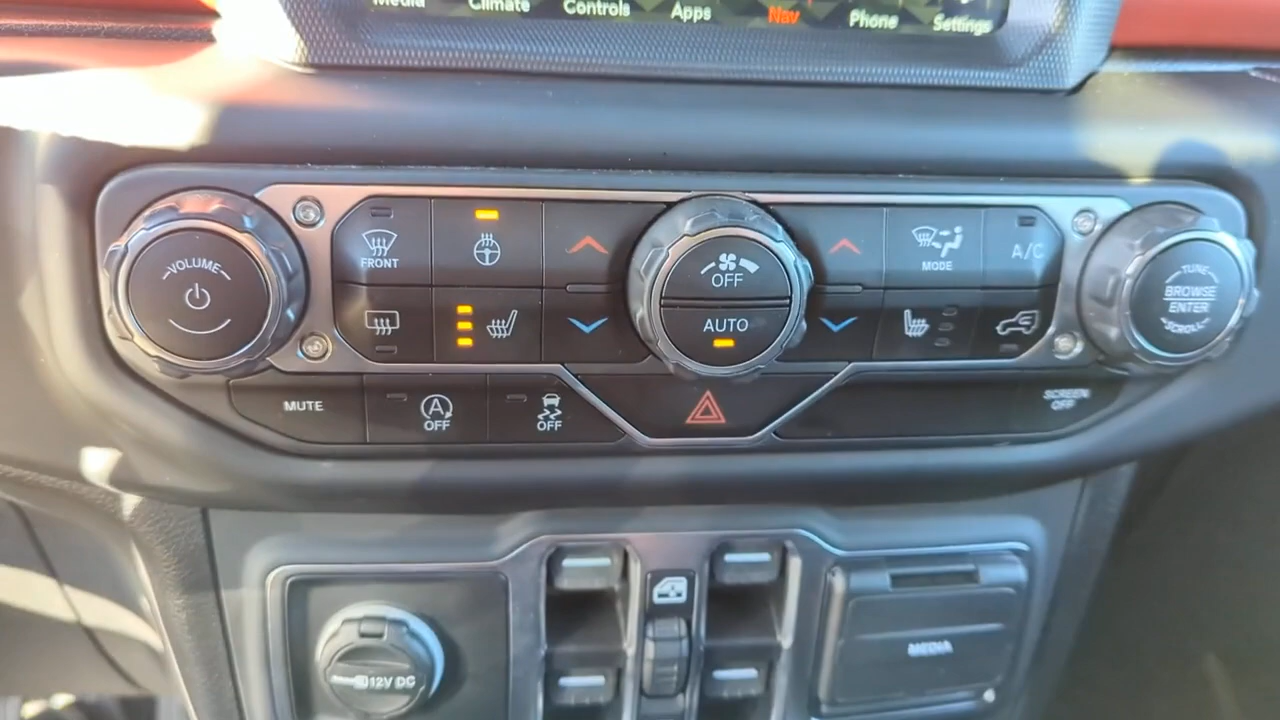 Media
Climate
Controls
Apps
Nav
Phone
Settings
VOLUME
FRONT
OFF
AUTO
MODE
A/C
TUNE
BROWSE
ENTER
SCROLL
MUTE
A
OFF
OFF
SCREEN
OFF
12V DC
MEDIA